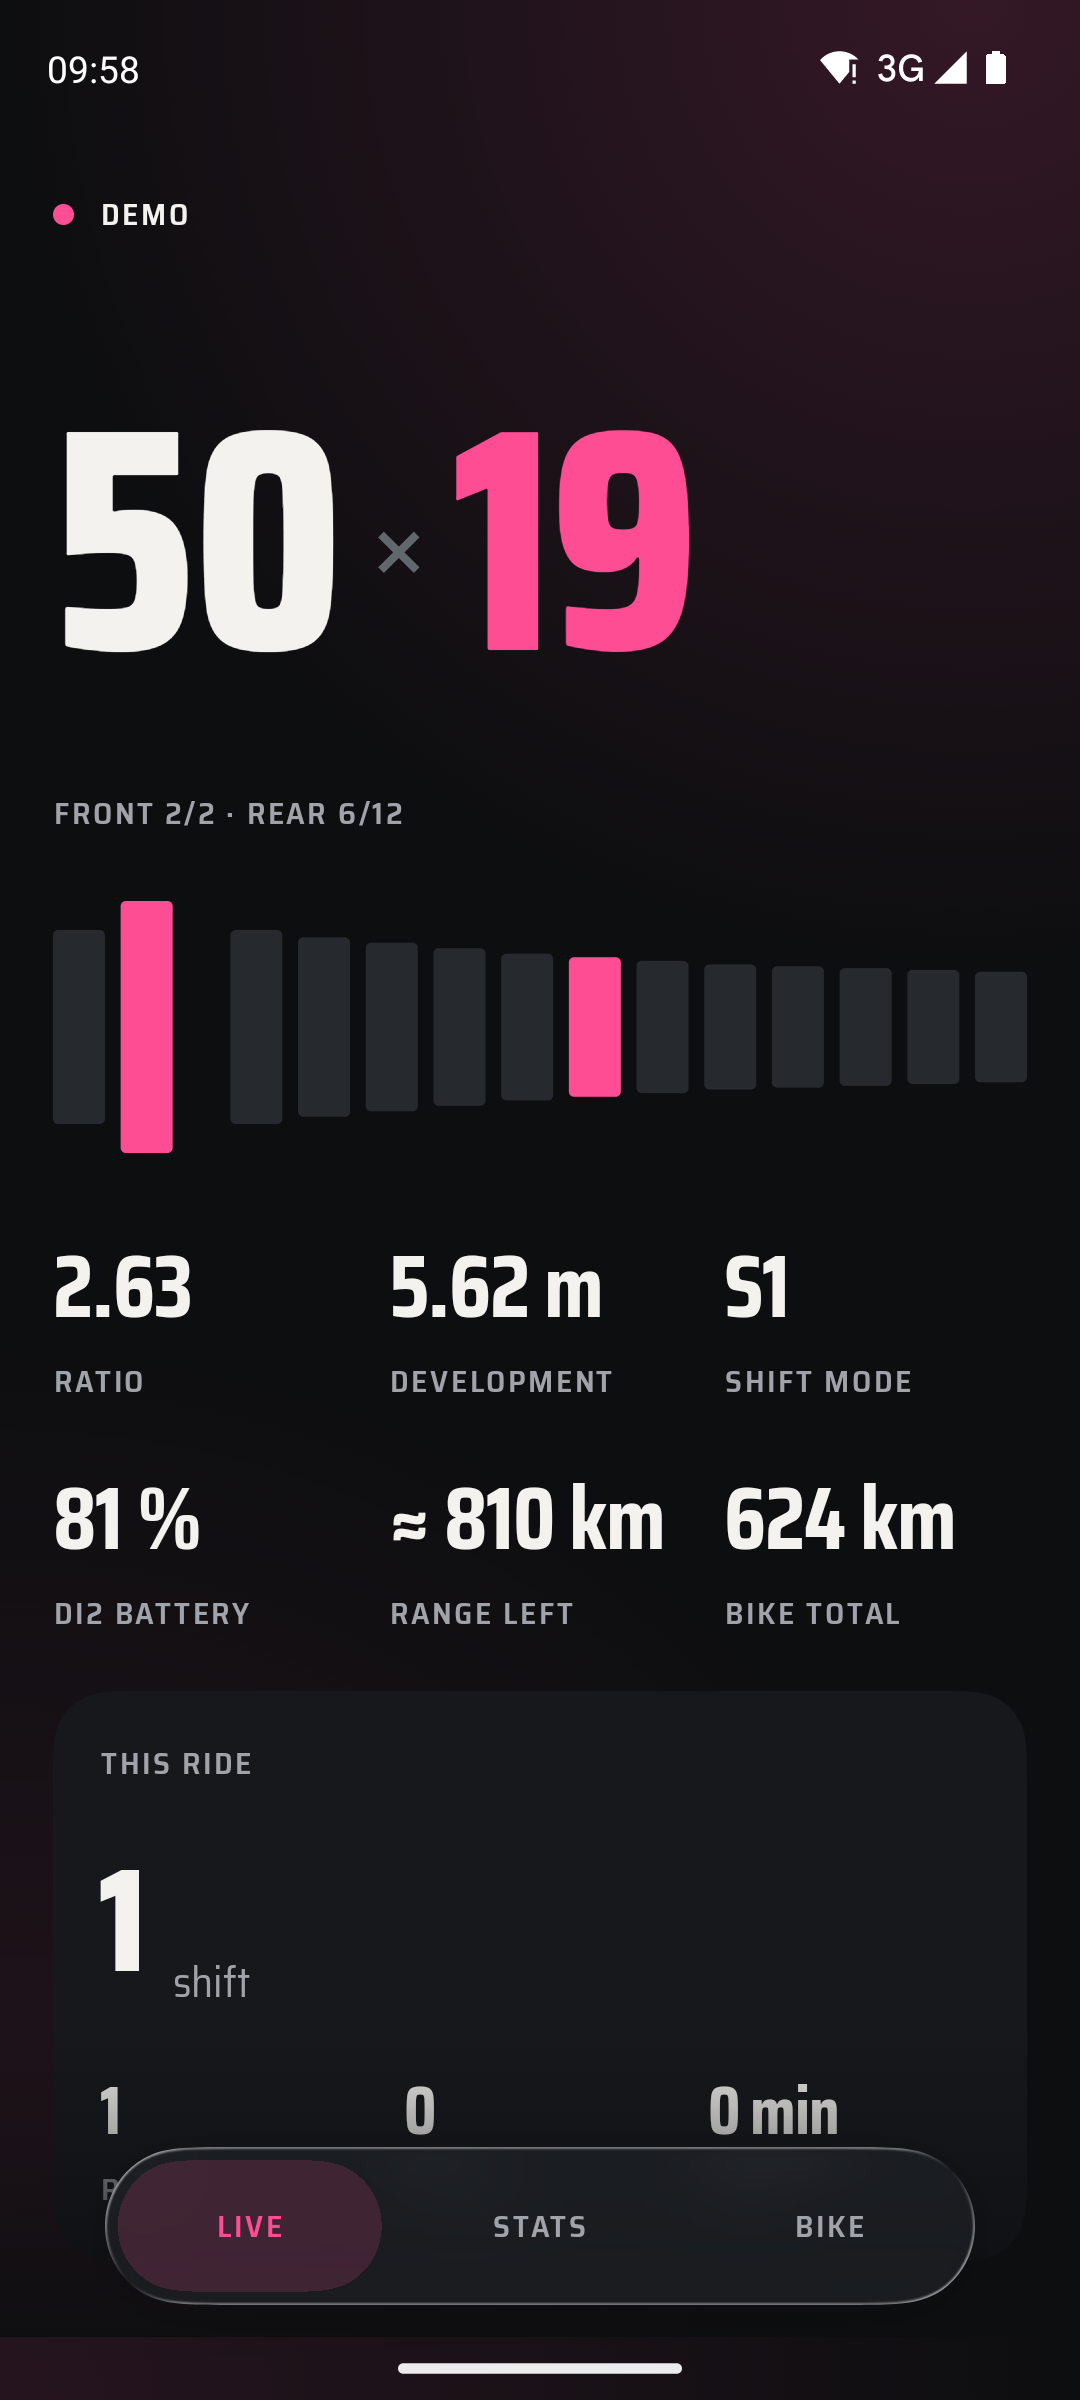 09:58 3G
DEMO
50 × 19
FRONT 2/2 · REAR 6/12
2.63 5.62 m S1
RATIO DEVELOPMENT SHIFT MODE
81 % ≈ 810 km 624 km
DI2 BATTERY RANGE LEFT BIKE TOTAL
THIS RIDE
1 shift
1 0 0 min
LIVE STATS BIKE